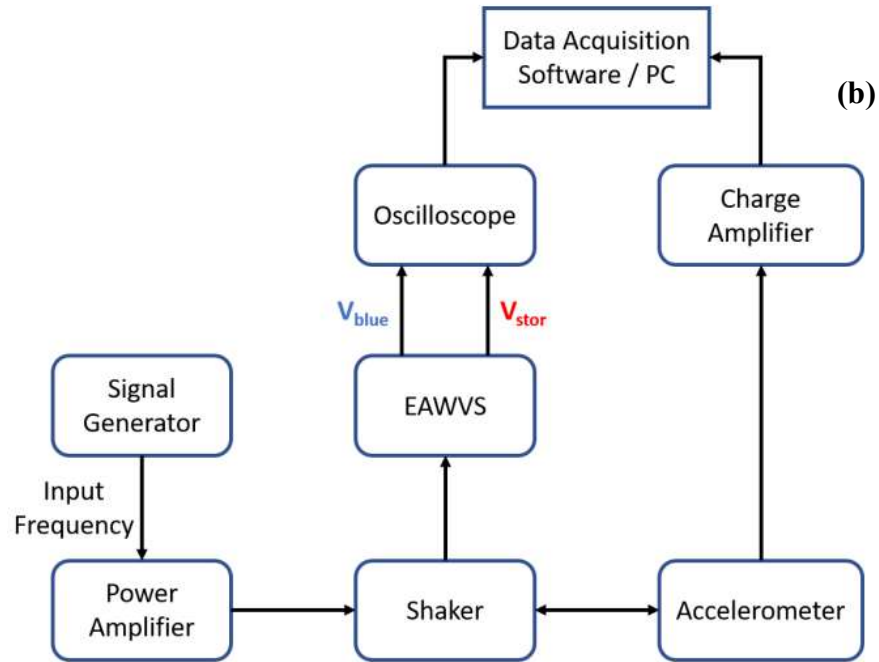 Data Acquisition
Software / PC
(b)
Oscilloscope
Charge
Amplifier
Vblue
Vstor
Signal
Generator
EAWVS
Input
Frequency
Power
Amplifier
Shaker
Accelerometer